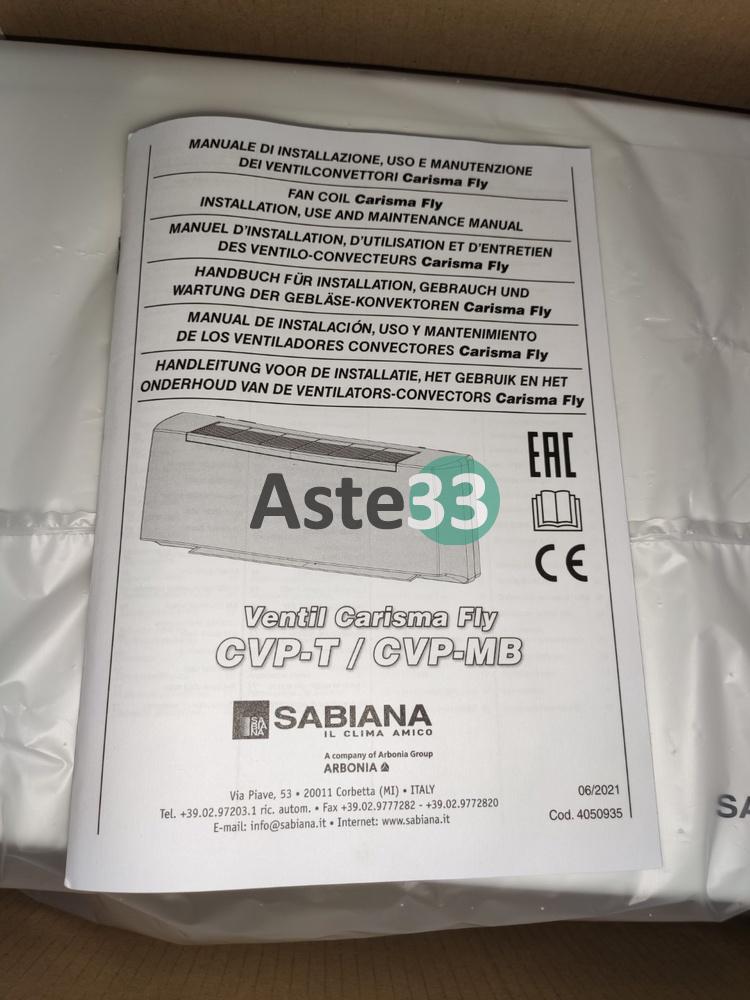 MANUALE DI INSTALLAZIONE, USO E MANUTENZIONE
DEI VENTILCONVETTORI Carisma Fly
FAN COIL Carisma Fly
INSTALLATION, USE AND MAINTENANCE MANUAL
MANUEL D'INSTALLATION, D'UTILISATION ET D'ENTRETIEN
DES VENTILO-CONVECTEURS Carisma Fly
HANDBUCH FÜR INSTALLATION, GEBRAUCH UND
WARTUNG DER GEBLÄSE-KONVEKTOREN Carisma Fly
MANUAL DE INSTALACIÓN, USO Y MANTENIMIENTO
DE LOS VENTILADORES CONVECTORES Carisma Fly
HANDLEITUNG VOOR DE INSTALLATIE, HET GEBRUIK EN HET
ONDERHOUD VAN DE VENTILATORS-CONVECTORS Carisma Fly
EAC
Aste33
CE
Ventil Carisma Fly
CVP-T / CVP-MB
SA
BIA
NA
SABIANA
IL CLIMA AMICO
A company of Arbonia Group
ARBONIA
Via Piave, 53 • 20011 Corbetta (MI) • ITALY
Tel. +39.02.97203.1 ric. autom. • Fax +39.02.9777282 - +39.02.9772820
E-mail: info@sabiana.it • Internet: www.sabiana.it
06/2021
Cod. 4050935
SA